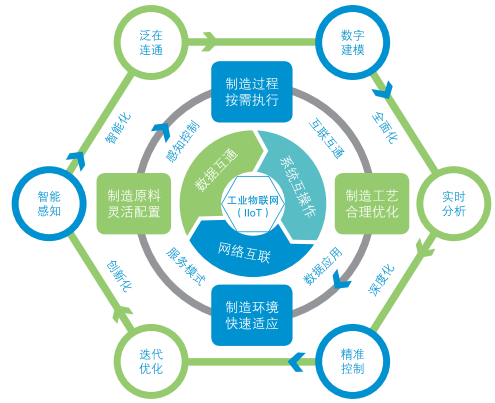 泛在
连通
数字
建模
制造过程
按需执行
智能化
全面化
感知控制
互联互通
数据互通
系统互操作
智能
感知
制造原料
灵活配置
工业物联网
（IIoT）
制造工艺
合理优化
实时
分析
网络互联
服务模式
数据应用
创新化
深度化
制造环境
快速适应
迭代
优化
精准
控制